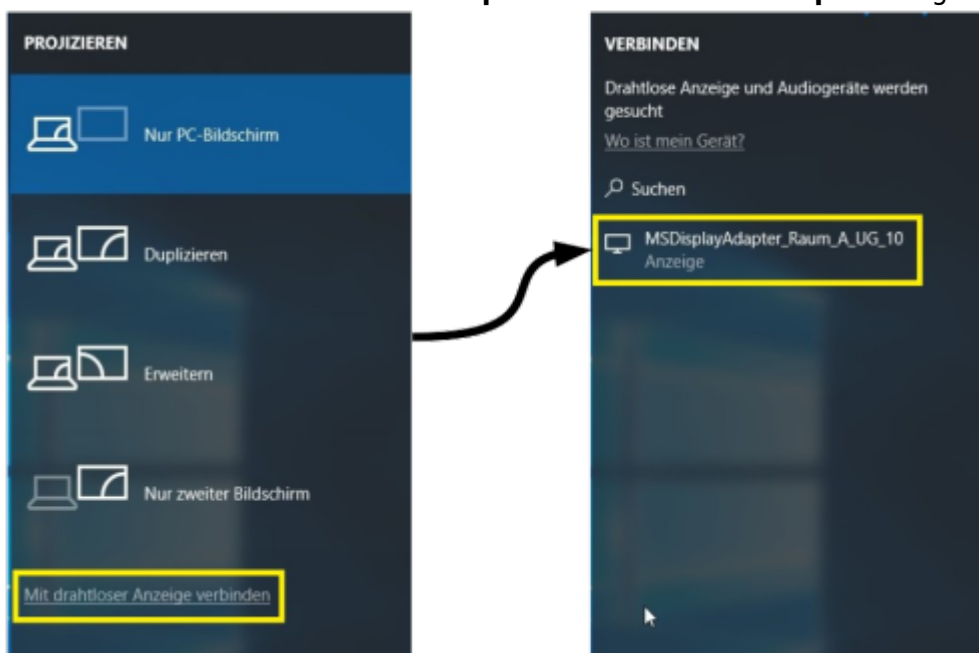 PROJIZIEREN
Nur PC-Bildschirm
Duplizieren
Erweitern
Nur zweiter Bildschirm
Mit drahtloser Anzeige verbinden
VERBINDEN
Drahtlose Anzeige und Audiogeräte werden
gesucht
Wo ist mein Gerät?
Suchen
MSDisplayAdapter_Raum_A_UG_10
Anzeige